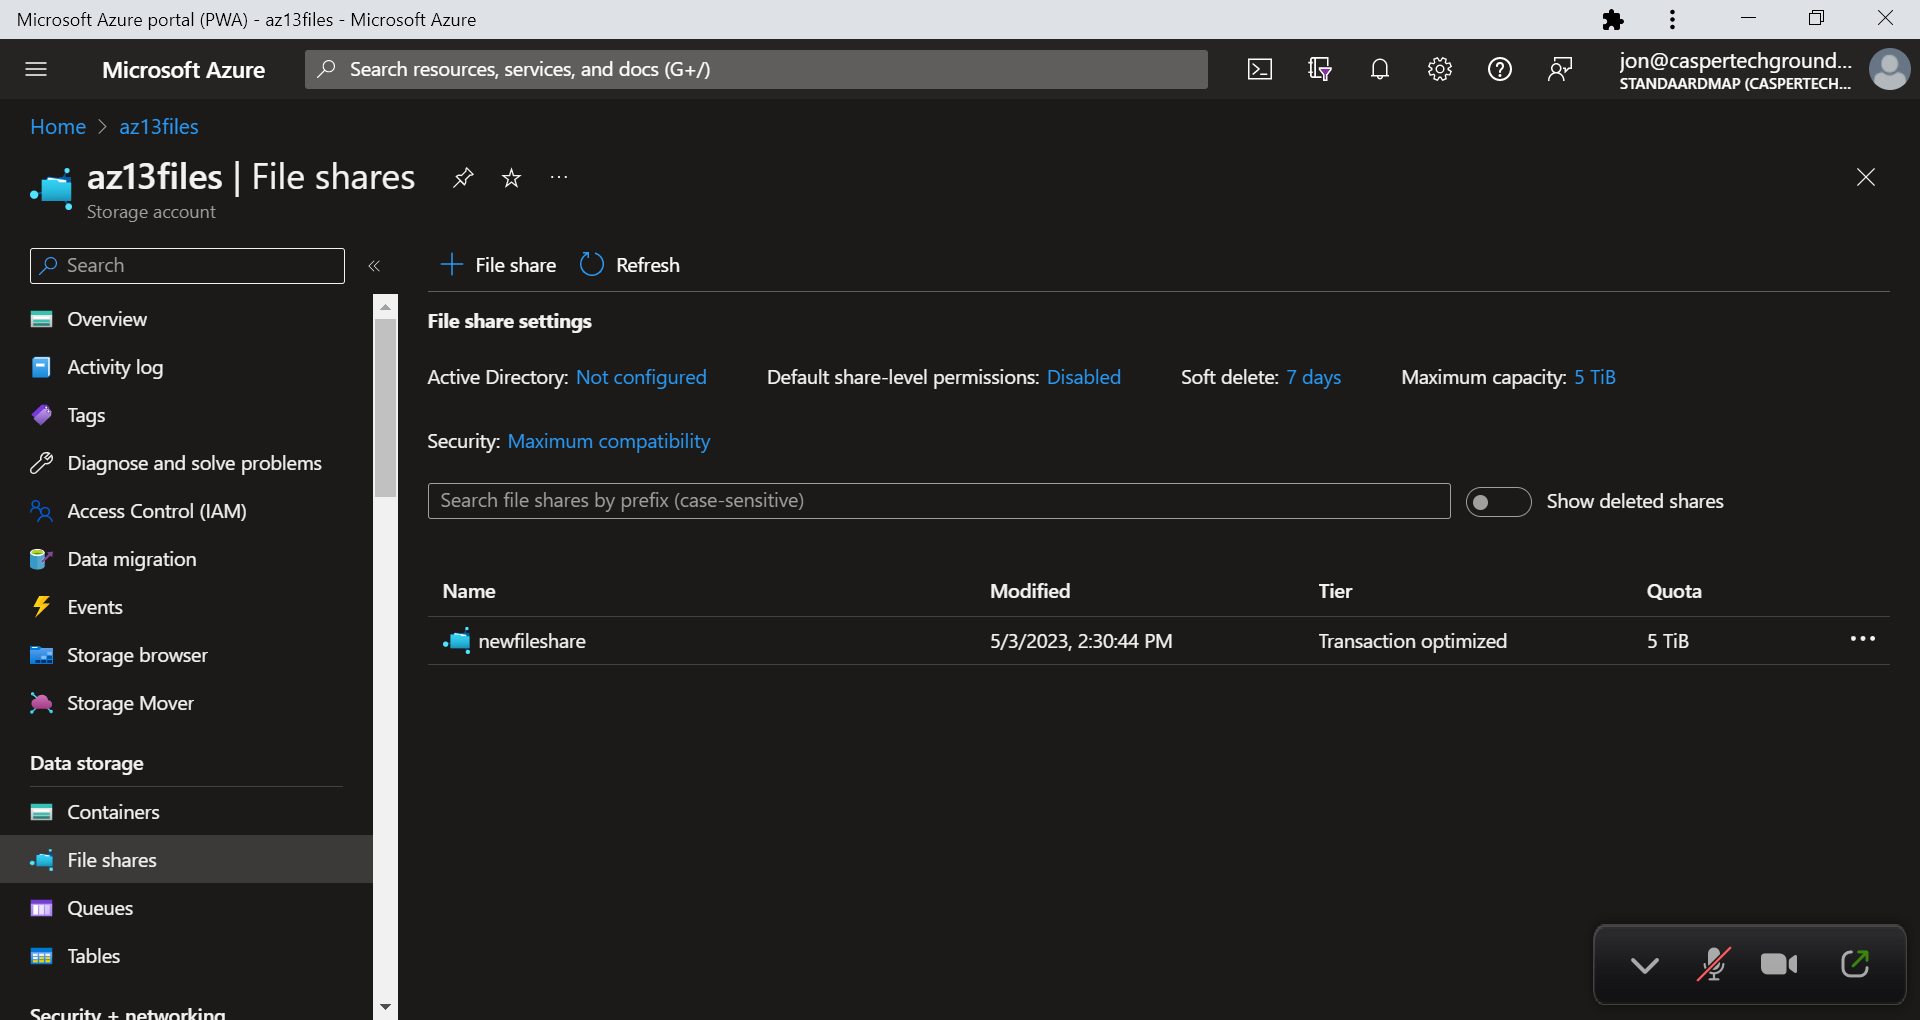 Microsoft Azure portal (PWA) - az13files - Microsoft Azure
Microsoft Azure
Search resources, services, and docs (G+/)
jon@caspertechground...
STANDAARDMAP (CASPERTECH...
Home > az13files
az13files | File shares
Storage account
Search
File share
Refresh
Overview
Activity log
Tags
Diagnose and solve problems
Access Control (IAM)
Data migration
Events
Storage browser
Storage Mover
Data storage
Containers
File shares
Queues
Tables
Security + networking
File share settings
Active Directory: Not configured
Default share-level permissions: Disabled
Soft delete: 7 days
Maximum capacity: 5 TiB
Security: Maximum compatibility
Search file shares by prefix (case-sensitive)
Show deleted shares
Name Modified Tier Quota
newfileshare 5/3/2023, 2:30:44 PM Transaction optimized 5 TiB